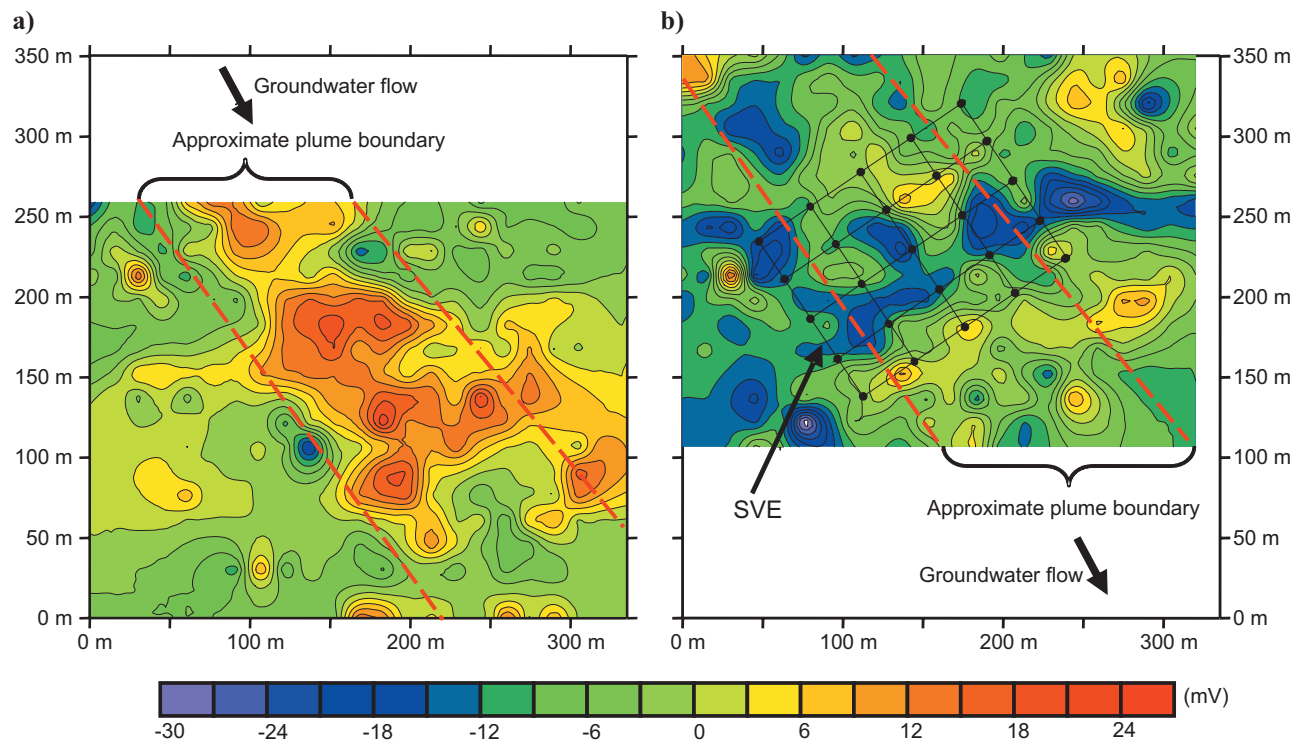 a)
350 m
300 m
250 m
200 m
150 m
100 m
50 m
0 m
Groundwater flow
Approximate plume boundary
0 m
100 m
200 m
300 m
b)
350 m
300 m
250 m
200 m
150 m
100 m
50 m
0 m
SVE
Approximate plume boundary
Groundwater flow
0 m
100 m
200 m
300 m
-30 -24 -18 -12 -6 0 6 12 18 24 (mV)